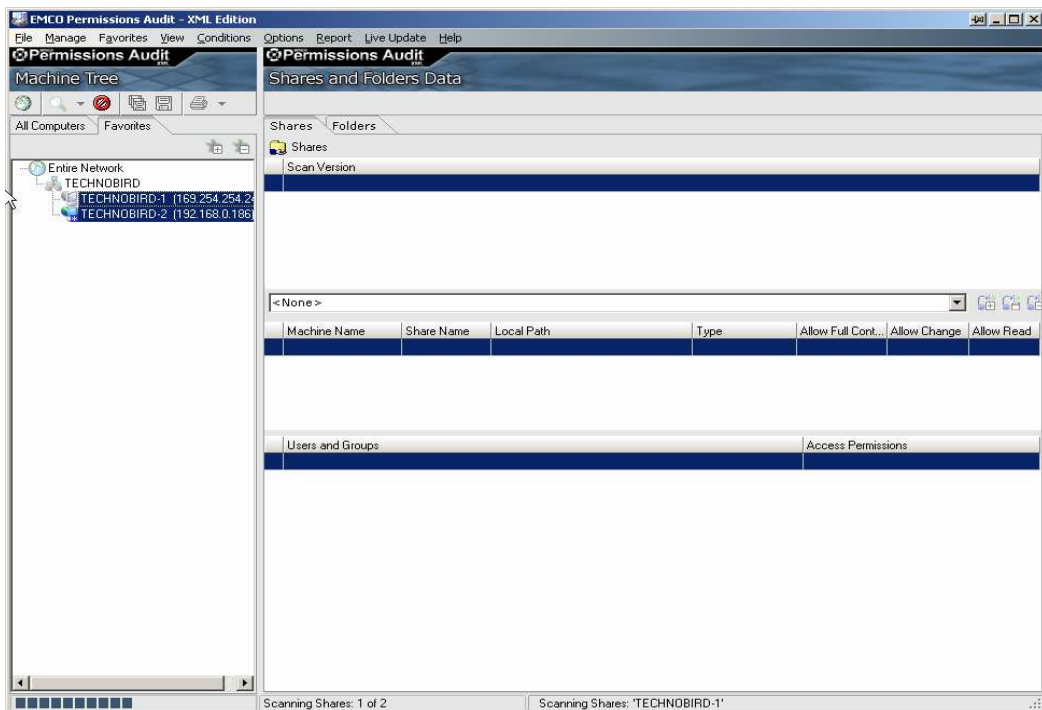 EMCO Permissions Audit - XML Edition
File Manage Favorites View Conditions Options Report Live Update Help
Permissions Audit
XML
Machine Tree
All Computers Favorites
Entire Network
TECHNOBIRD
TECHNOBIRD-1 (169.254.254.24
TECHNOBIRD-2 (192.168.0.186)
Permissions Audit
XML
Shares and Folders Data
Shares Folders
Shares
Scan Version
<None>
Machine Name Share Name Local Path Type Allow Full Cont... Allow Change Allow Read
Users and Groups Access Permissions
Scanning Shares: 1 of 2 Scanning Shares: 'TECHNOBIRD-1'